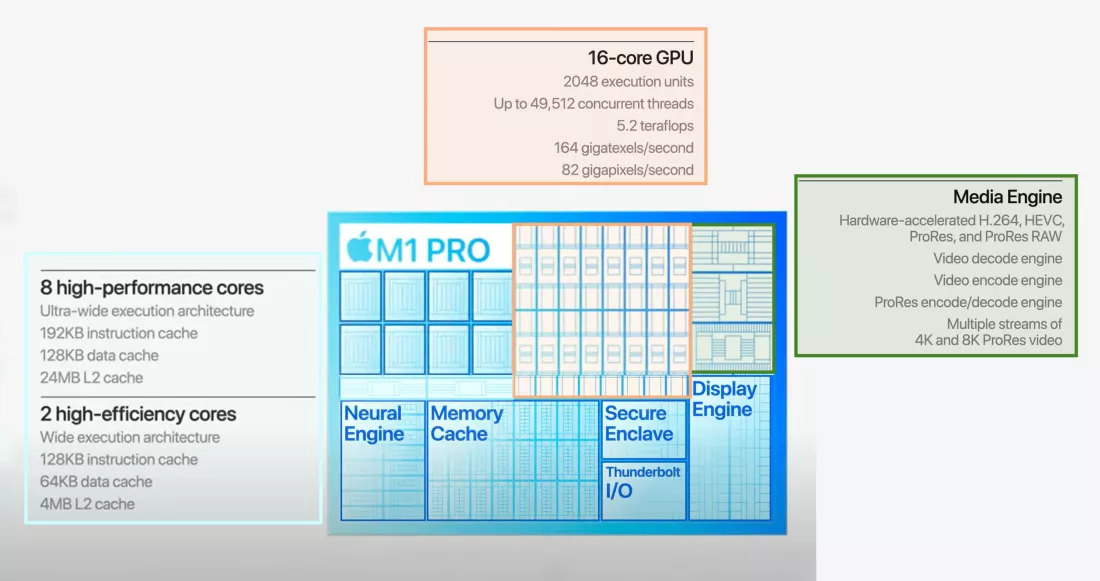 16-core GPU
2048 execution units
Up to 49,512 concurrent threads
5.2 teraflops
164 gigatexels/second
82 gigapixels/second
Media Engine
Hardware-accelerated H.264, HEVC,
ProRes, and ProRes RAW
Video decode engine
Video encode engine
ProRes encode/decode engine
Multiple streams of
4K and 8K ProRes video
8 high-performance cores
Ultra-wide execution architecture
192KB instruction cache
128KB data cache
24MB L2 cache
2 high-efficiency cores
Wide execution architecture
128KB instruction cache
64KB data cache
4MB L2 cache
M1 PRO
Neural
Engine
Memory
Cache
Secure
Enclave
Thunderbolt
I/O
Display
Engine